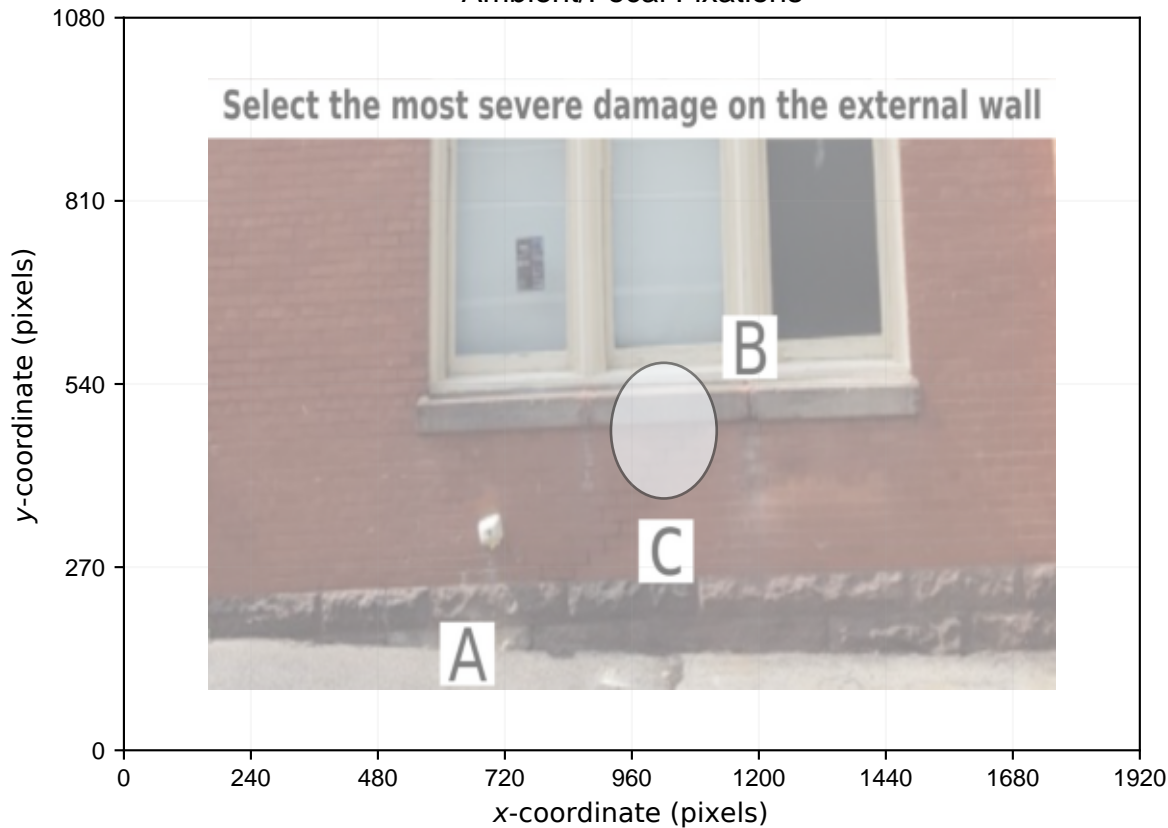 Ambient/Focal Fixations
1080
Select the most severe damage on the external wall
810
B
540
C
270
A
0
0 240 480 720 960 1200 1440 1680 1920
x-coordinate (pixels)
y-coordinate (pixels)